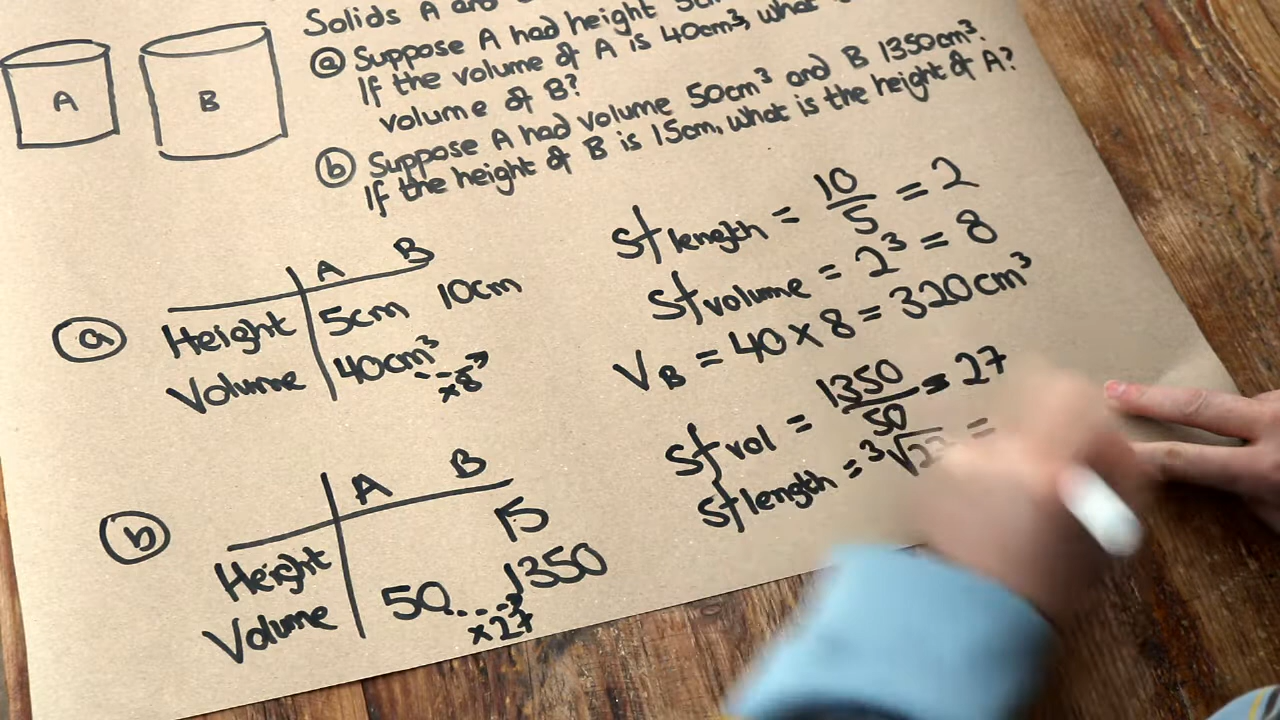 Solids A and
ⓐ Suppose A had height
If the volume of A is 40cm³, what
volume of B?
ⓑ Suppose A had volume 50cm³ and B 1350cm³.
If the height of B is 15cm, what is the height of A?
A
B
ⓐ
A B
Height 5cm 10cm
Volume 40cm³
×8
sf length = 10/5 = 2
sf volume = 2³ = 8
V_B = 40 × 8 = 320cm³
ⓑ
A B
Height 15
Volume 50 1350
×27
sf vol = 1350/50 = 27
sf length = ³√27 =